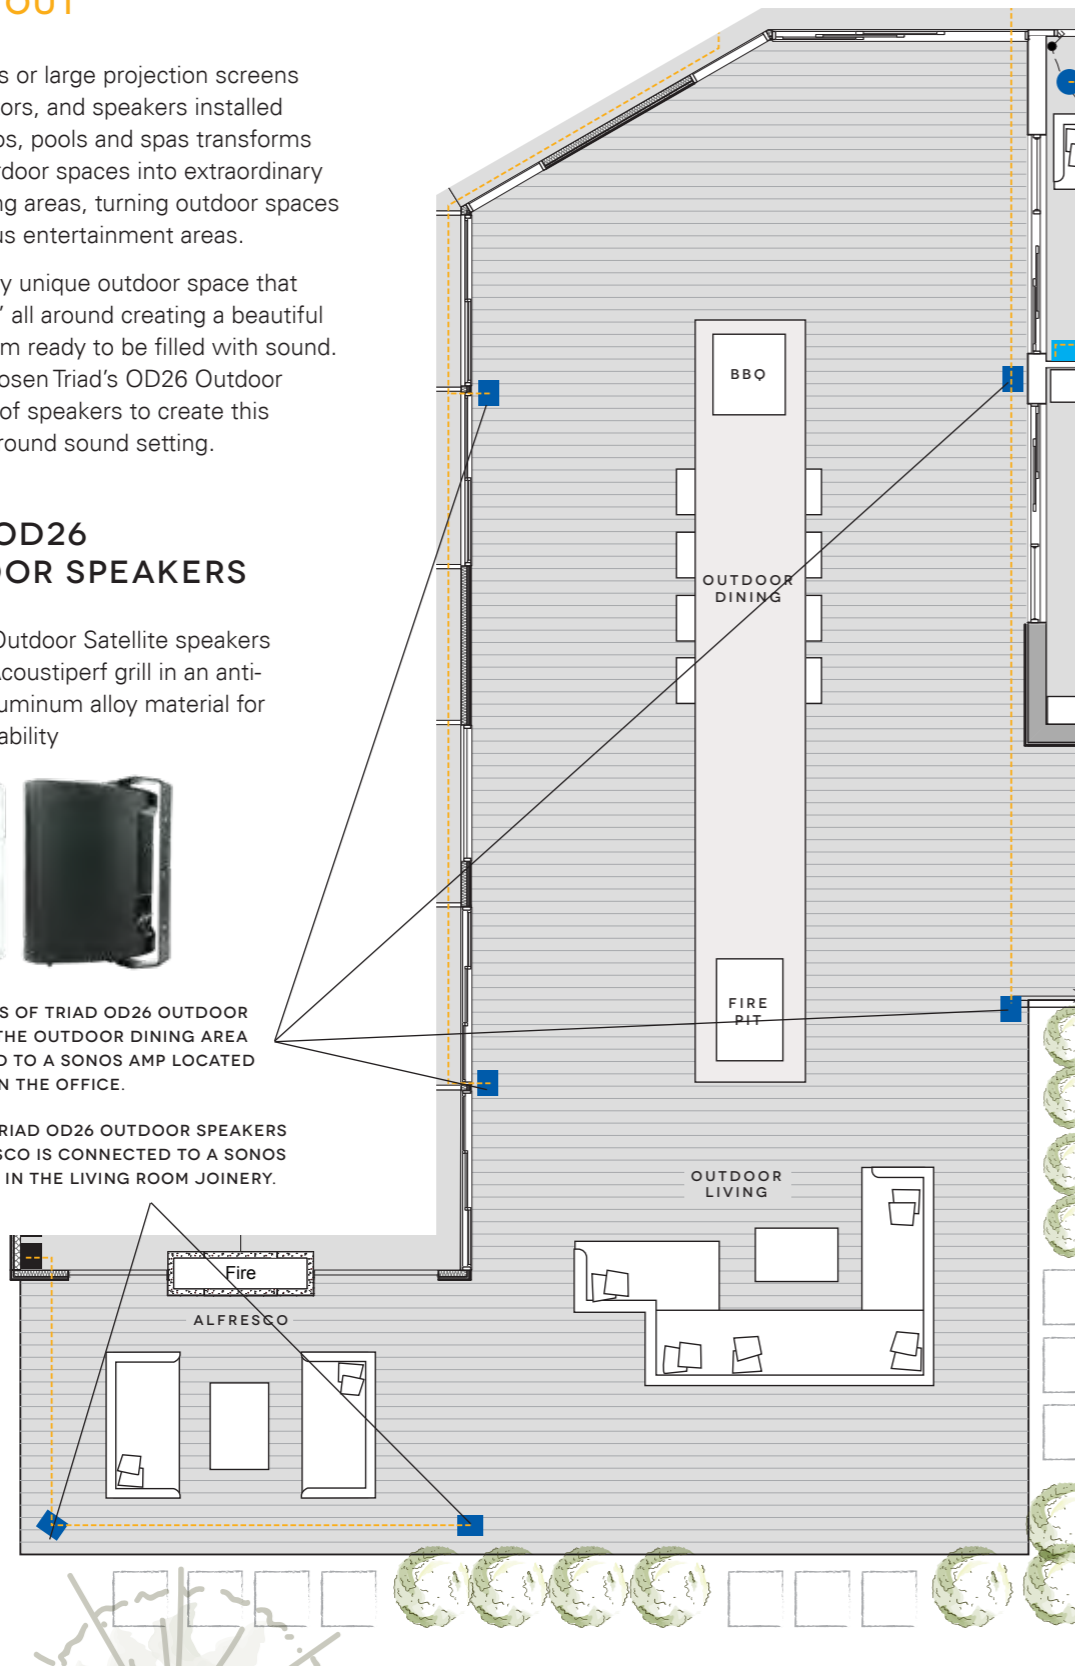 OUT
s or large projection screens
ors, and speakers installed
os, pools and spas transforms
rdoor spaces into extraordinary
ng areas, turning outdoor spaces
us entertainment areas.
y unique outdoor space that
’ all around creating a beautiful
m ready to be filled with sound.
osen Triad’s OD26 Outdoor
of speakers to create this
round sound setting.
OD26
OOR SPEAKERS
Outdoor Satellite speakers
Acoustiperf grill in an anti-
uminum alloy material for
ability
S OF TRIAD OD26 OUTDOOR
THE OUTDOOR DINING AREA
D TO A SONOS AMP LOCATED
N THE OFFICE.
RIAD OD26 OUTDOOR SPEAKERS
ESCO IS CONNECTED TO A SONOS
IN THE LIVING ROOM JOINERY.
BBQ
OUTDOOR
DINING
FIRE
PIT
OUTDOOR
LIVING
Fire
ALFRESCO